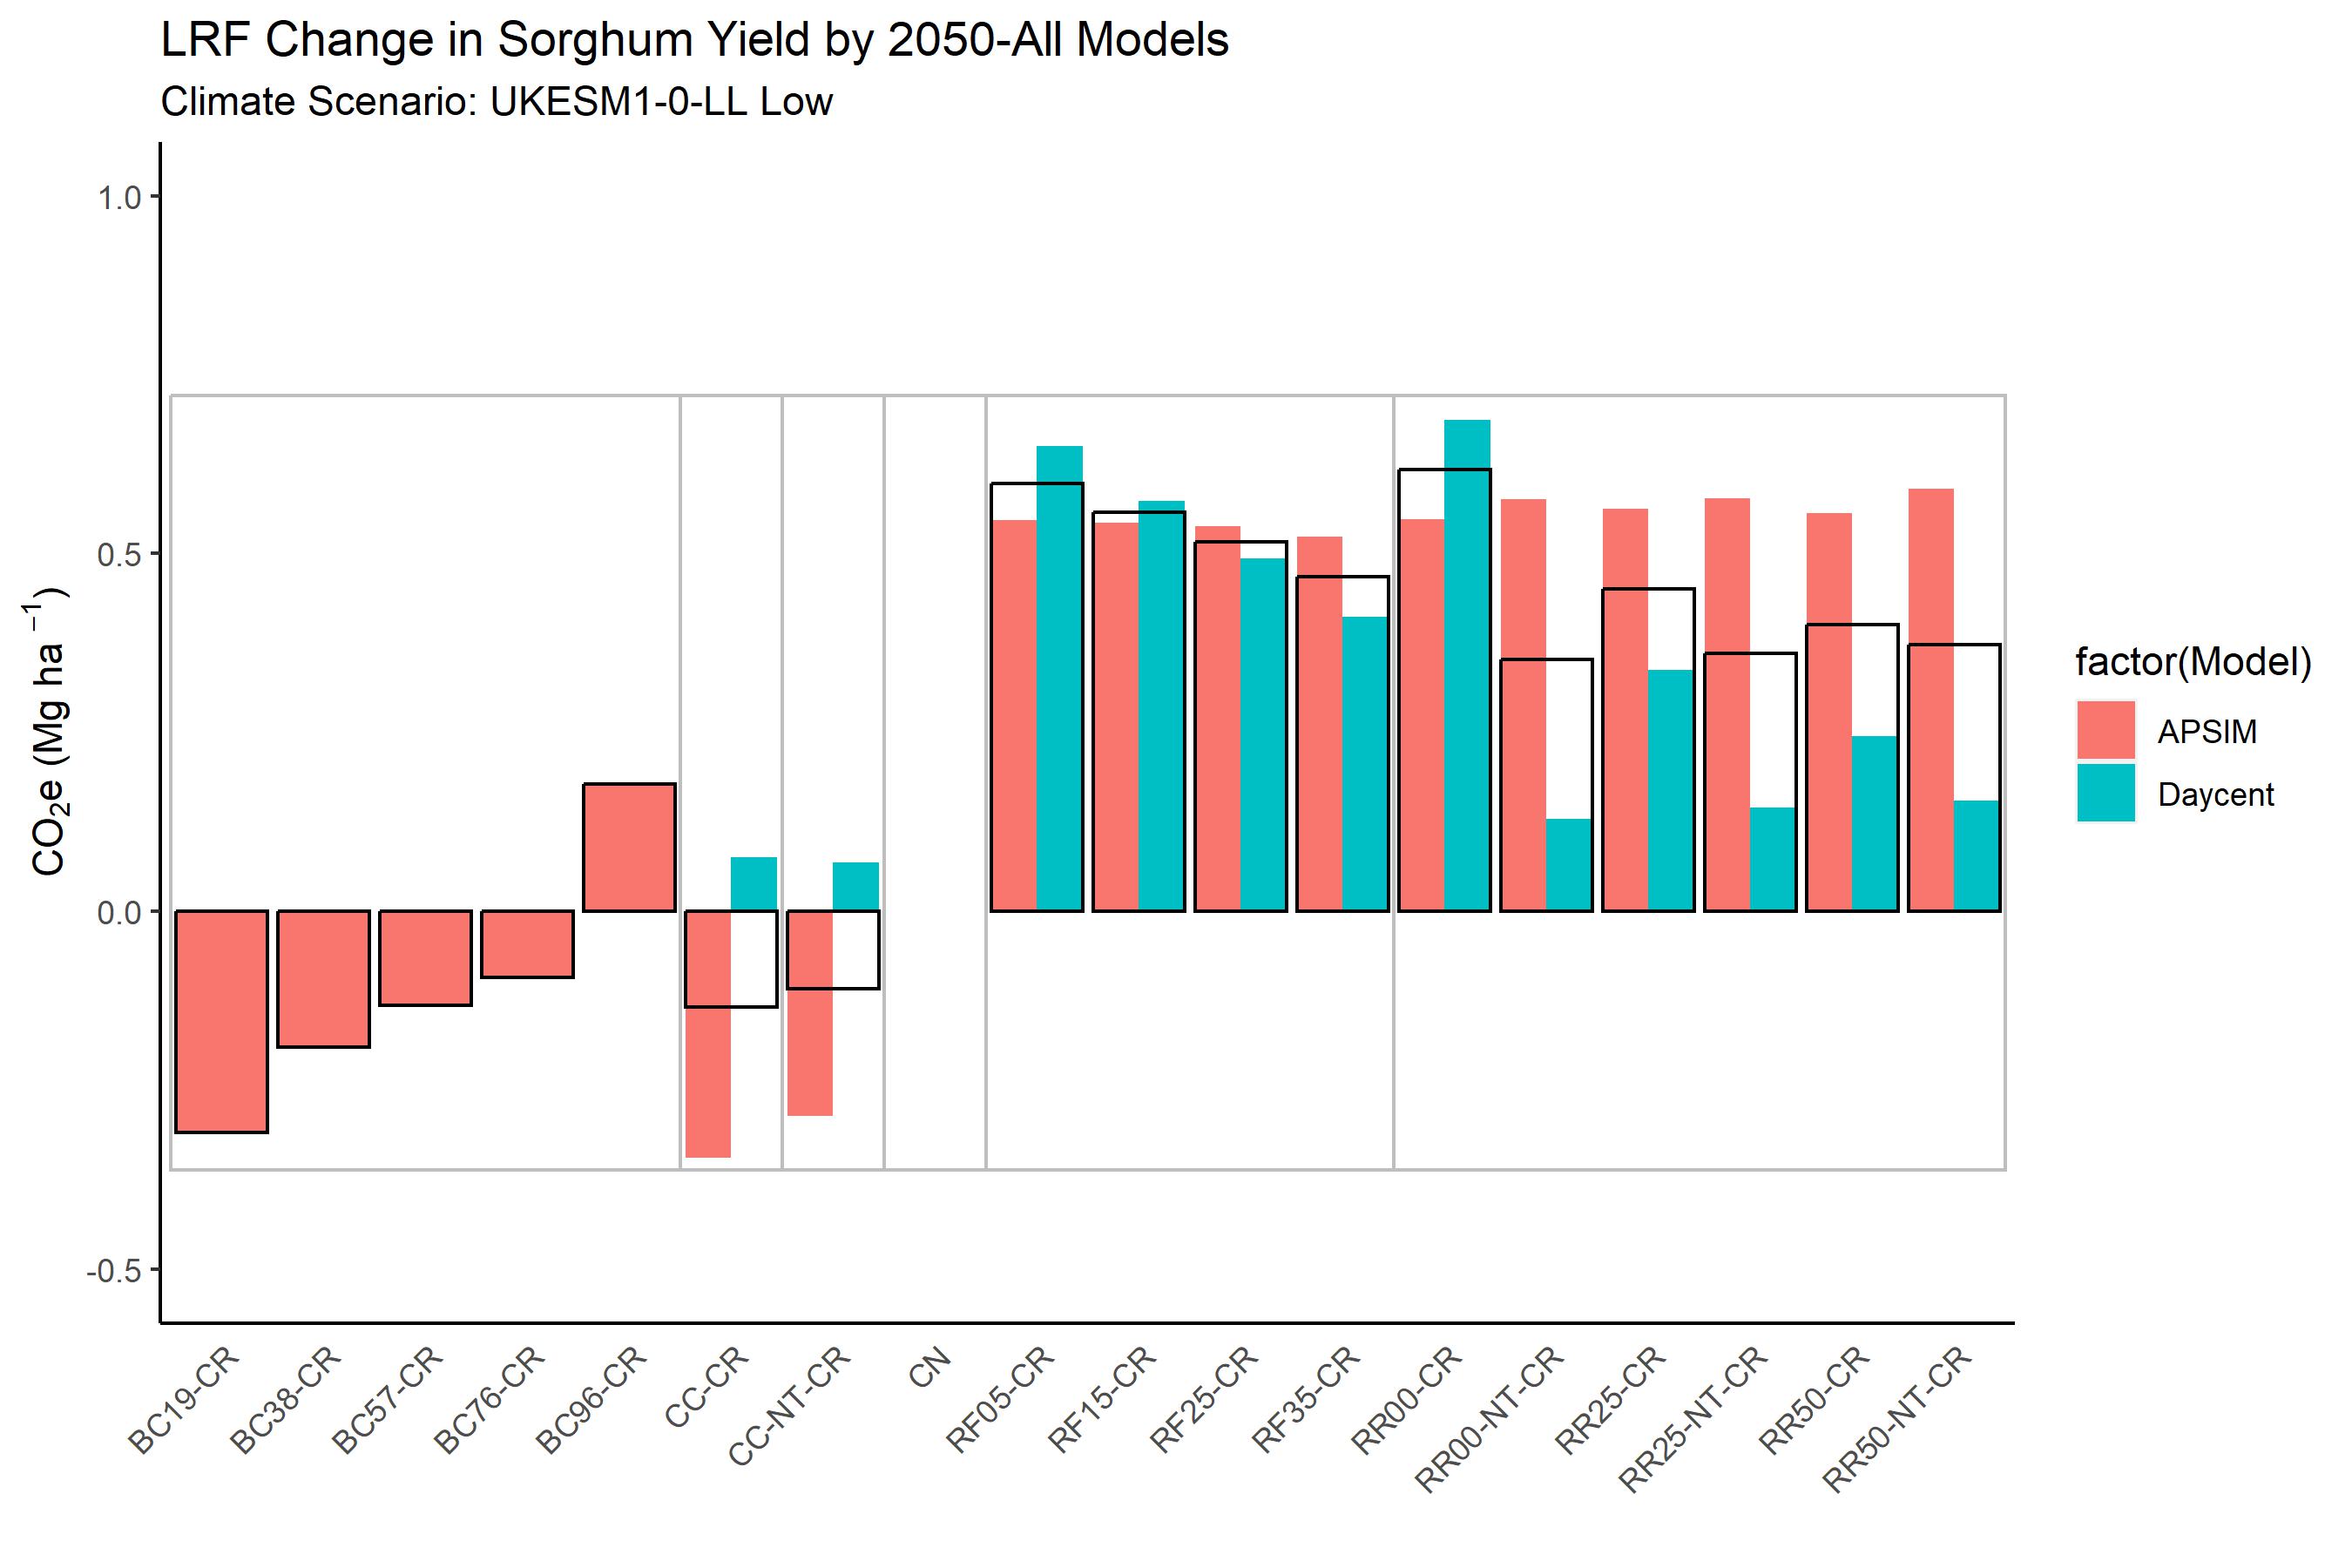 LRF Change in Sorghum Yield by 2050-All Models
Climate Scenario: UKESM1-0-LL Low
1.0
0.5
0.0
-0.5
CO₂e (Mg ha ⁻¹)
BC19-CR
BC38-CR
BC57-CR
BC76-CR
BC96-CR
CC-CR
CC-NT-CR
CN
RF05-CR
RF15-CR
RF25-CR
RF35-CR
RR00-CR
RR00-NT-CR
RR25-CR
RR25-NT-CR
RR50-CR
RR50-NT-CR
factor(Model)
APSIM
Daycent